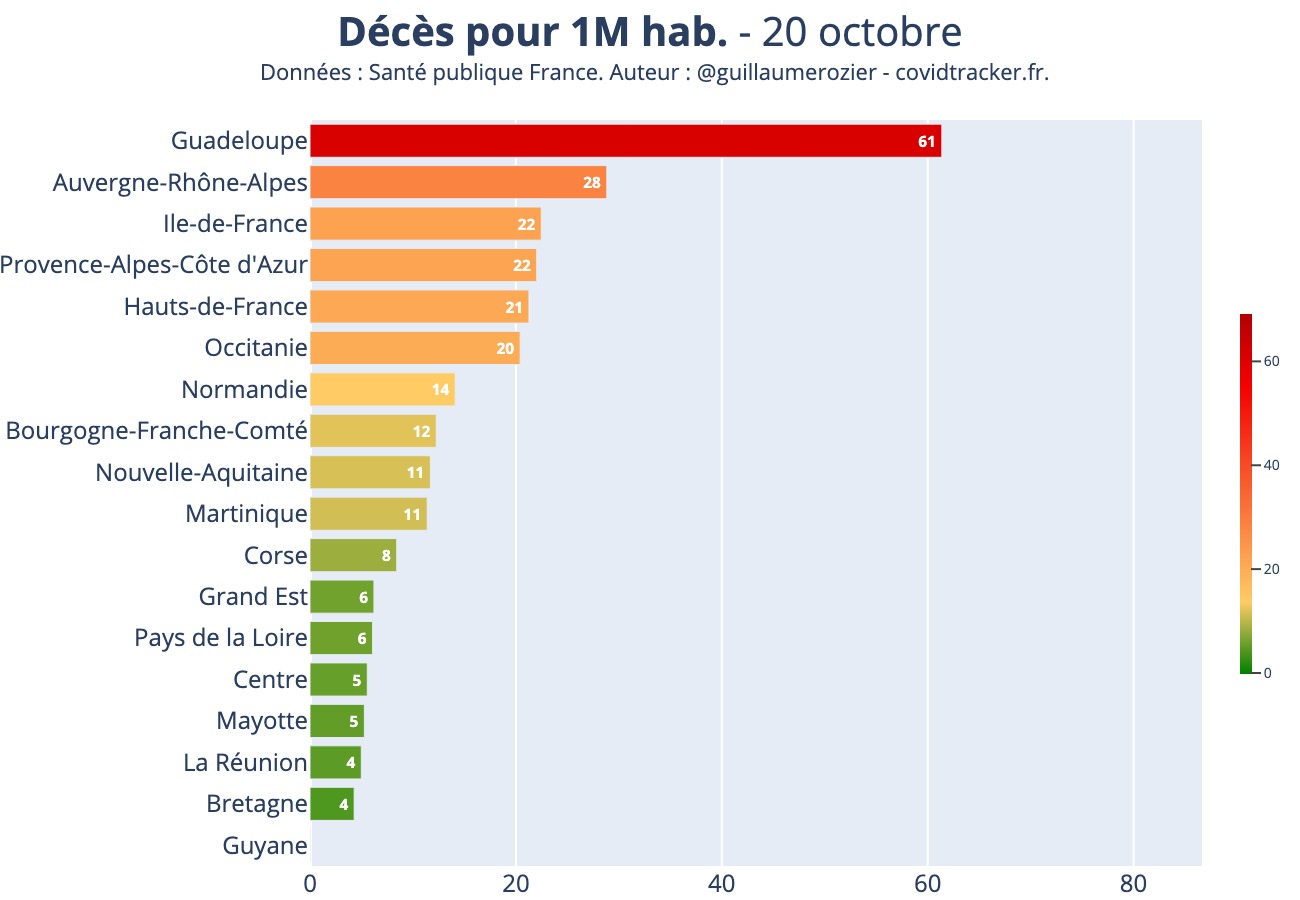 Décès pour 1M hab. - 20 octobre
Données : Santé publique France. Auteur : @guillaumerozier - covidtracker.fr.
Guadeloupe 61
Auvergne-Rhône-Alpes 28
Ile-de-France 22
Provence-Alpes-Côte d'Azur 22
Hauts-de-France 21
Occitanie 20
Normandie 14
Bourgogne-Franche-Comté 12
Nouvelle-Aquitaine 11
Martinique 11
Corse 8
Grand Est 6
Pays de la Loire 6
Centre 5
Mayotte 5
La Réunion 4
Bretagne 4
Guyane
0 20 40 60 80
60
40
20
0